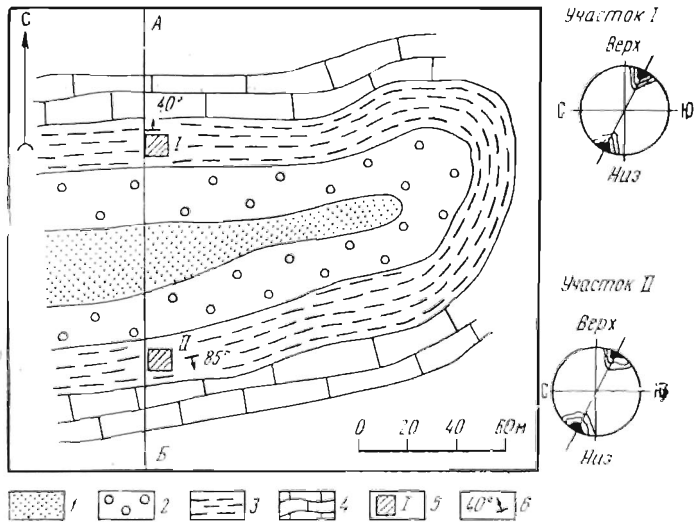 С
А
40°
I
II
85°
Б
0 20 40 60м
Участок I
Верх
С Ю
Низ
Участок II
Верх
С Ю
Низ
1 2 3 4 I 5 40° 6